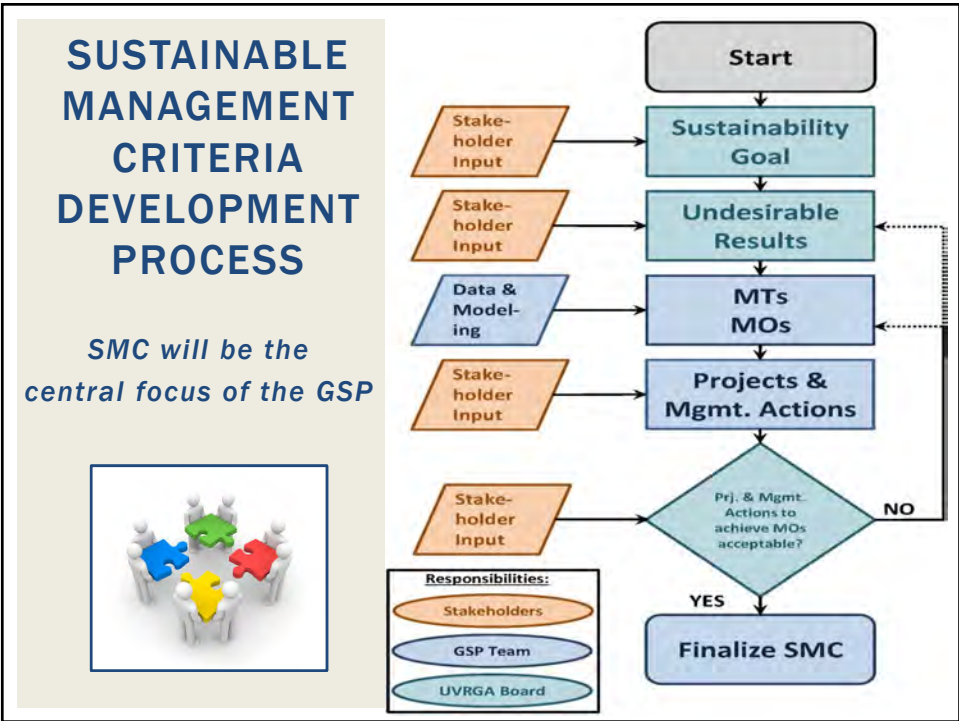 SUSTAINABLE
MANAGEMENT
CRITERIA
DEVELOPMENT
PROCESS
SMC will be the
central focus of the GSP
Start
Stake-
holder
Input
Sustainability
Goal
Stake-
holder
Input
Undesirable
Results
Data &
Model-
ing
MTs
MOs
Stake-
holder
Input
Projects &
Mgmt. Actions
Stake-
holder
Input
Prj. & Mgmt.
Actions to
achieve MOs
acceptable?
NO
YES
Finalize SMC
Responsibilities:
Stakeholders
GSP Team
UVRGA Board